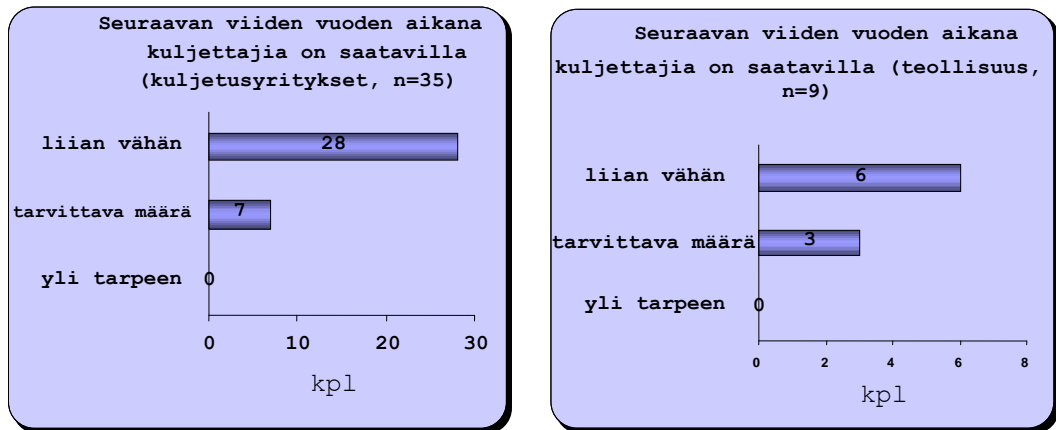 Seuraavan viiden vuoden aikana
kuljettajia on saatavilla
(kuljetusyritykset, n=35)
liian vähän
28
tarvittava määrä
7
yli tarpeen
0
0 10 20 30
kpl
Seuraavan viiden vuoden aikana
kuljettajia on saatavilla (teollisuus,
n=9)
liian vähän
6
tarvittava määrä
3
yli tarpeen
0
0 2 4 6 8
kpl